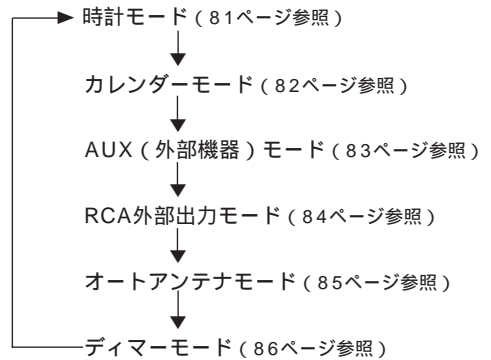 時計モード（81ページ参照）
カレンダーモード（82ページ参照）
AUX（外部機器）モード（83ページ参照）
RCA外部出力モード（84ページ参照）
オートアンテナモード（85ページ参照）
ディマーモード（86ページ参照）